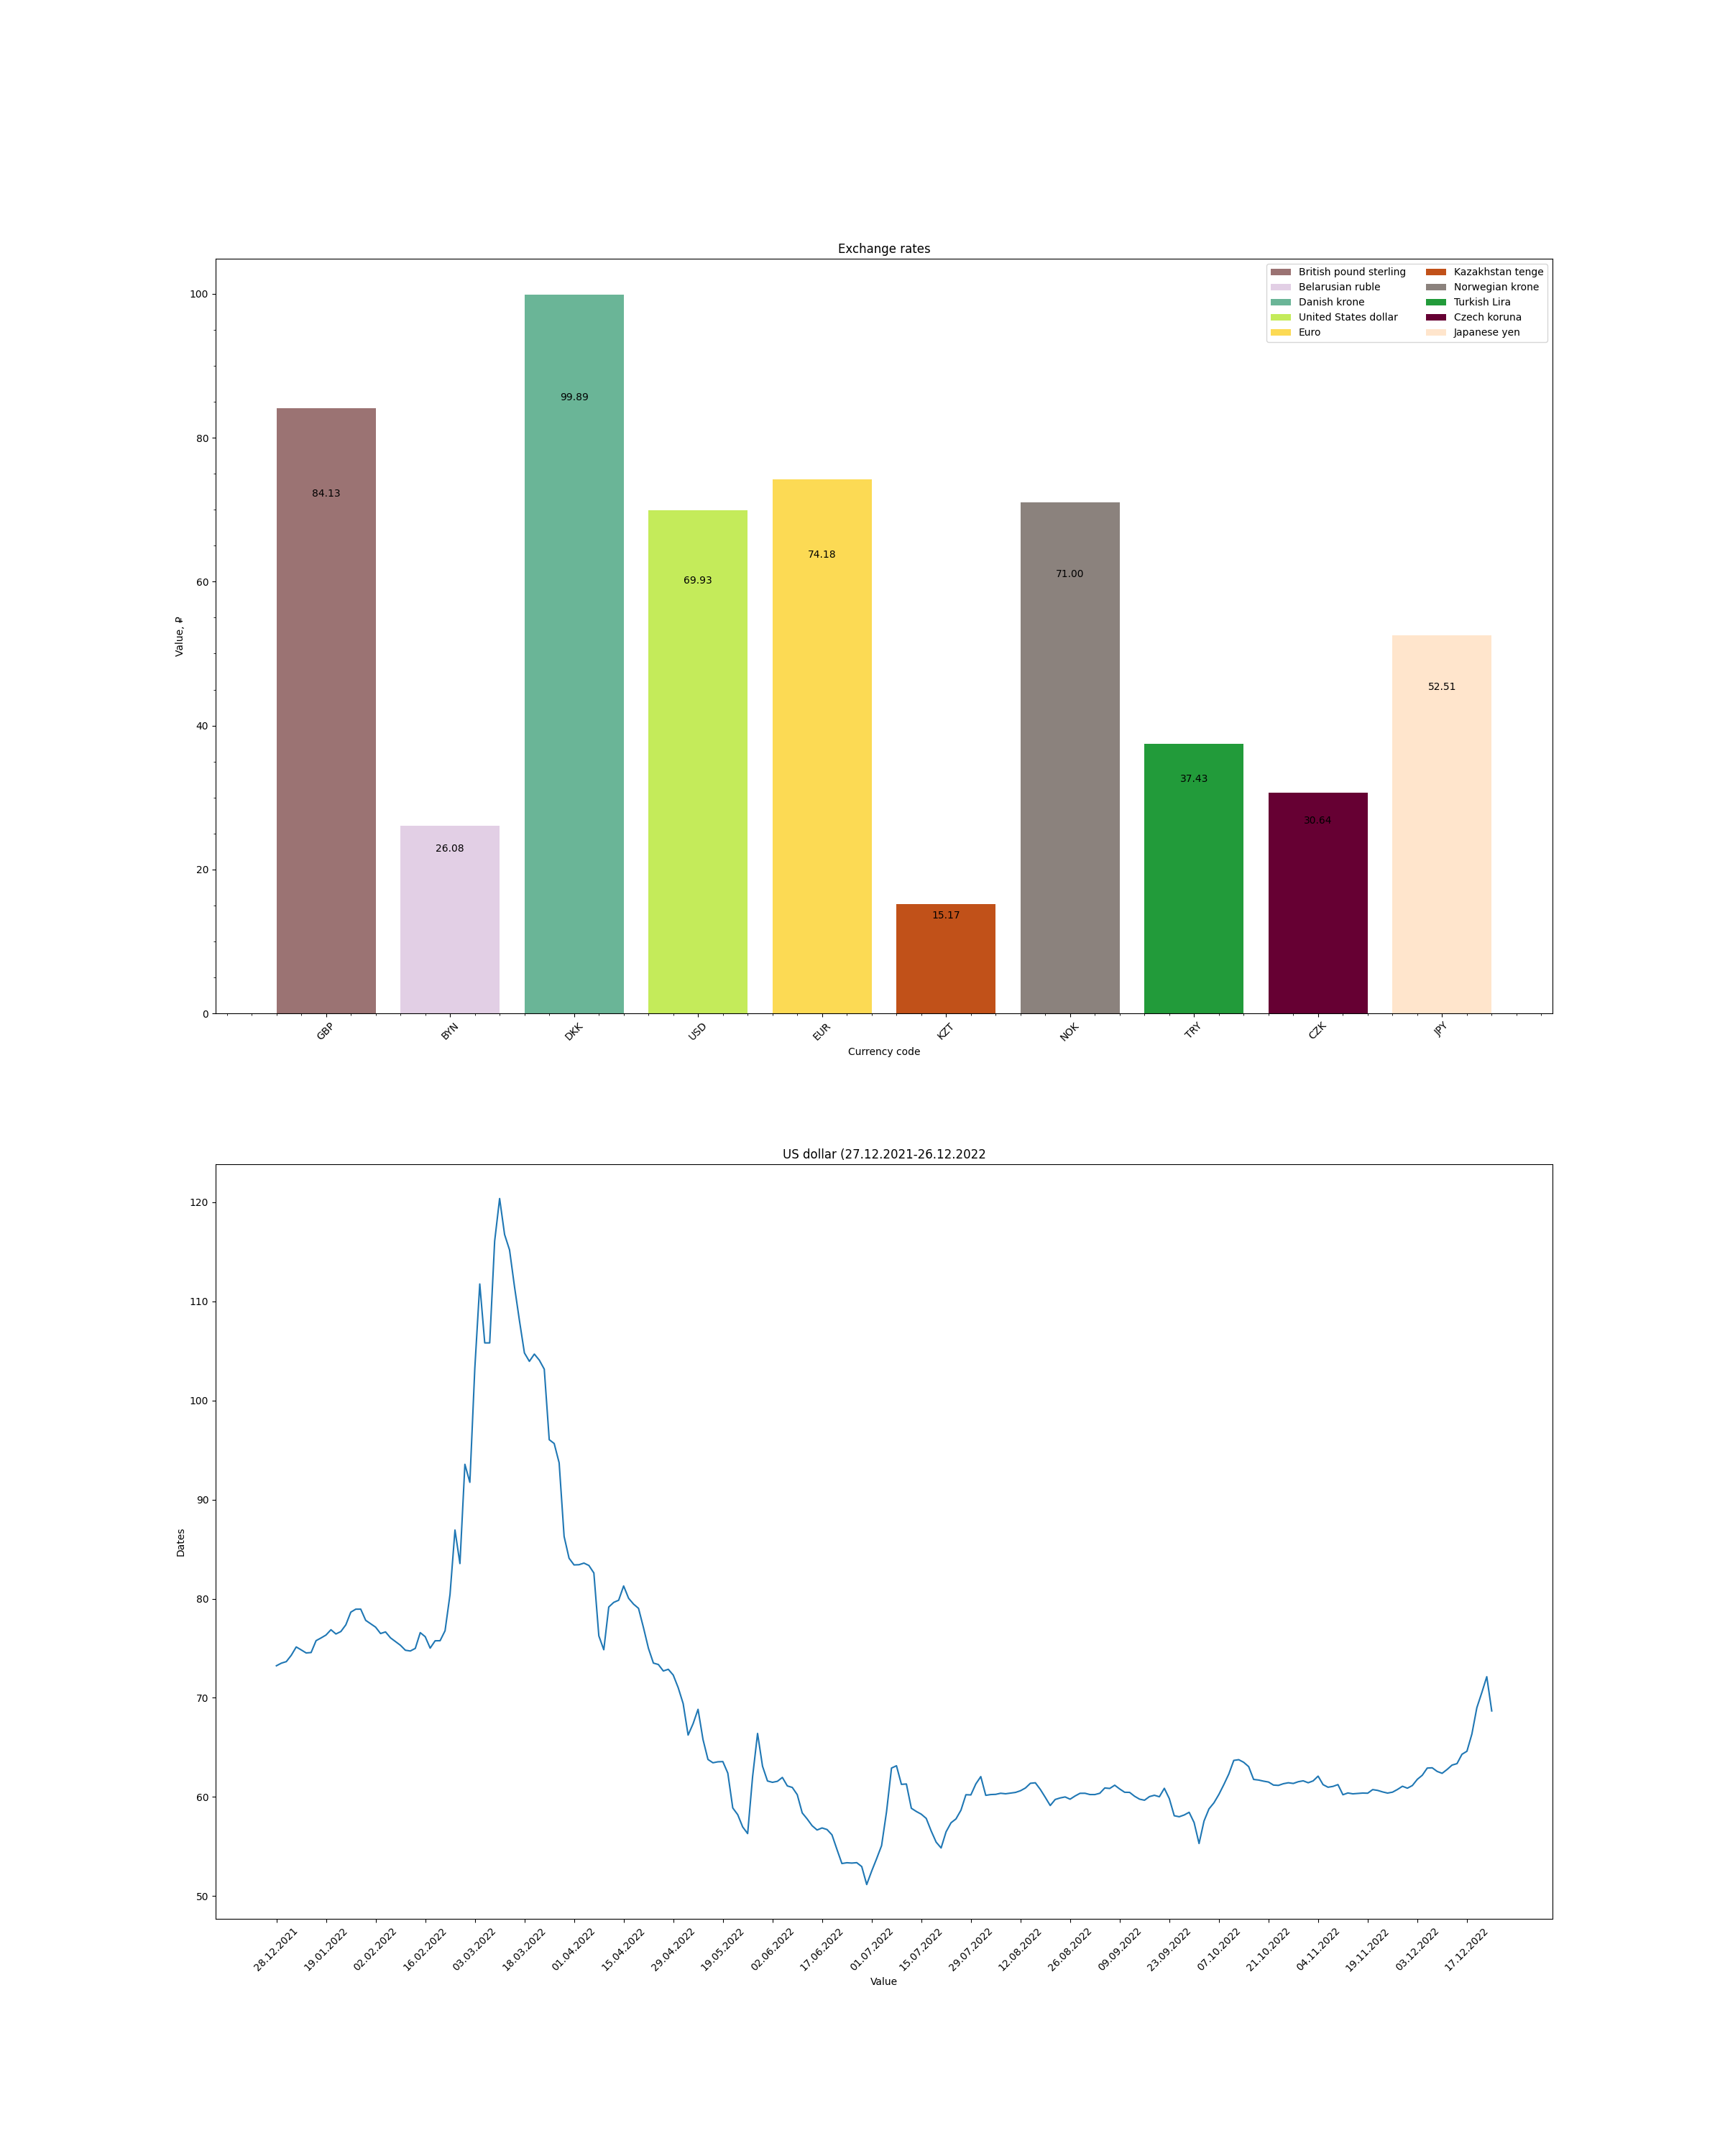 Exchange rates
British pound sterling
Belarusian ruble
Danish krone
United States dollar
Euro
Kazakhstan tenge
Norwegian krone
Turkish Lira
Czech koruna
Japanese yen
Value, ₽
100
80
60
40
20
0
84.13
26.08
99.89
69.93
74.18
15.17
71.00
37.43
30.64
52.51
GBP
BYN
DKK
USD
EUR
KZT
NOK
TRY
CZK
JPY
Currency code
US dollar (27.12.2021-26.12.2022
Dates
120
110
100
90
80
70
60
50
28.12.2021
19.01.2022
02.02.2022
16.02.2022
03.03.2022
18.03.2022
01.04.2022
15.04.2022
29.04.2022
19.05.2022
02.06.2022
17.06.2022
01.07.2022
15.07.2022
29.07.2022
12.08.2022
26.08.2022
09.09.2022
23.09.2022
07.10.2022
21.10.2022
04.11.2022
19.11.2022
03.12.2022
17.12.2022
Value